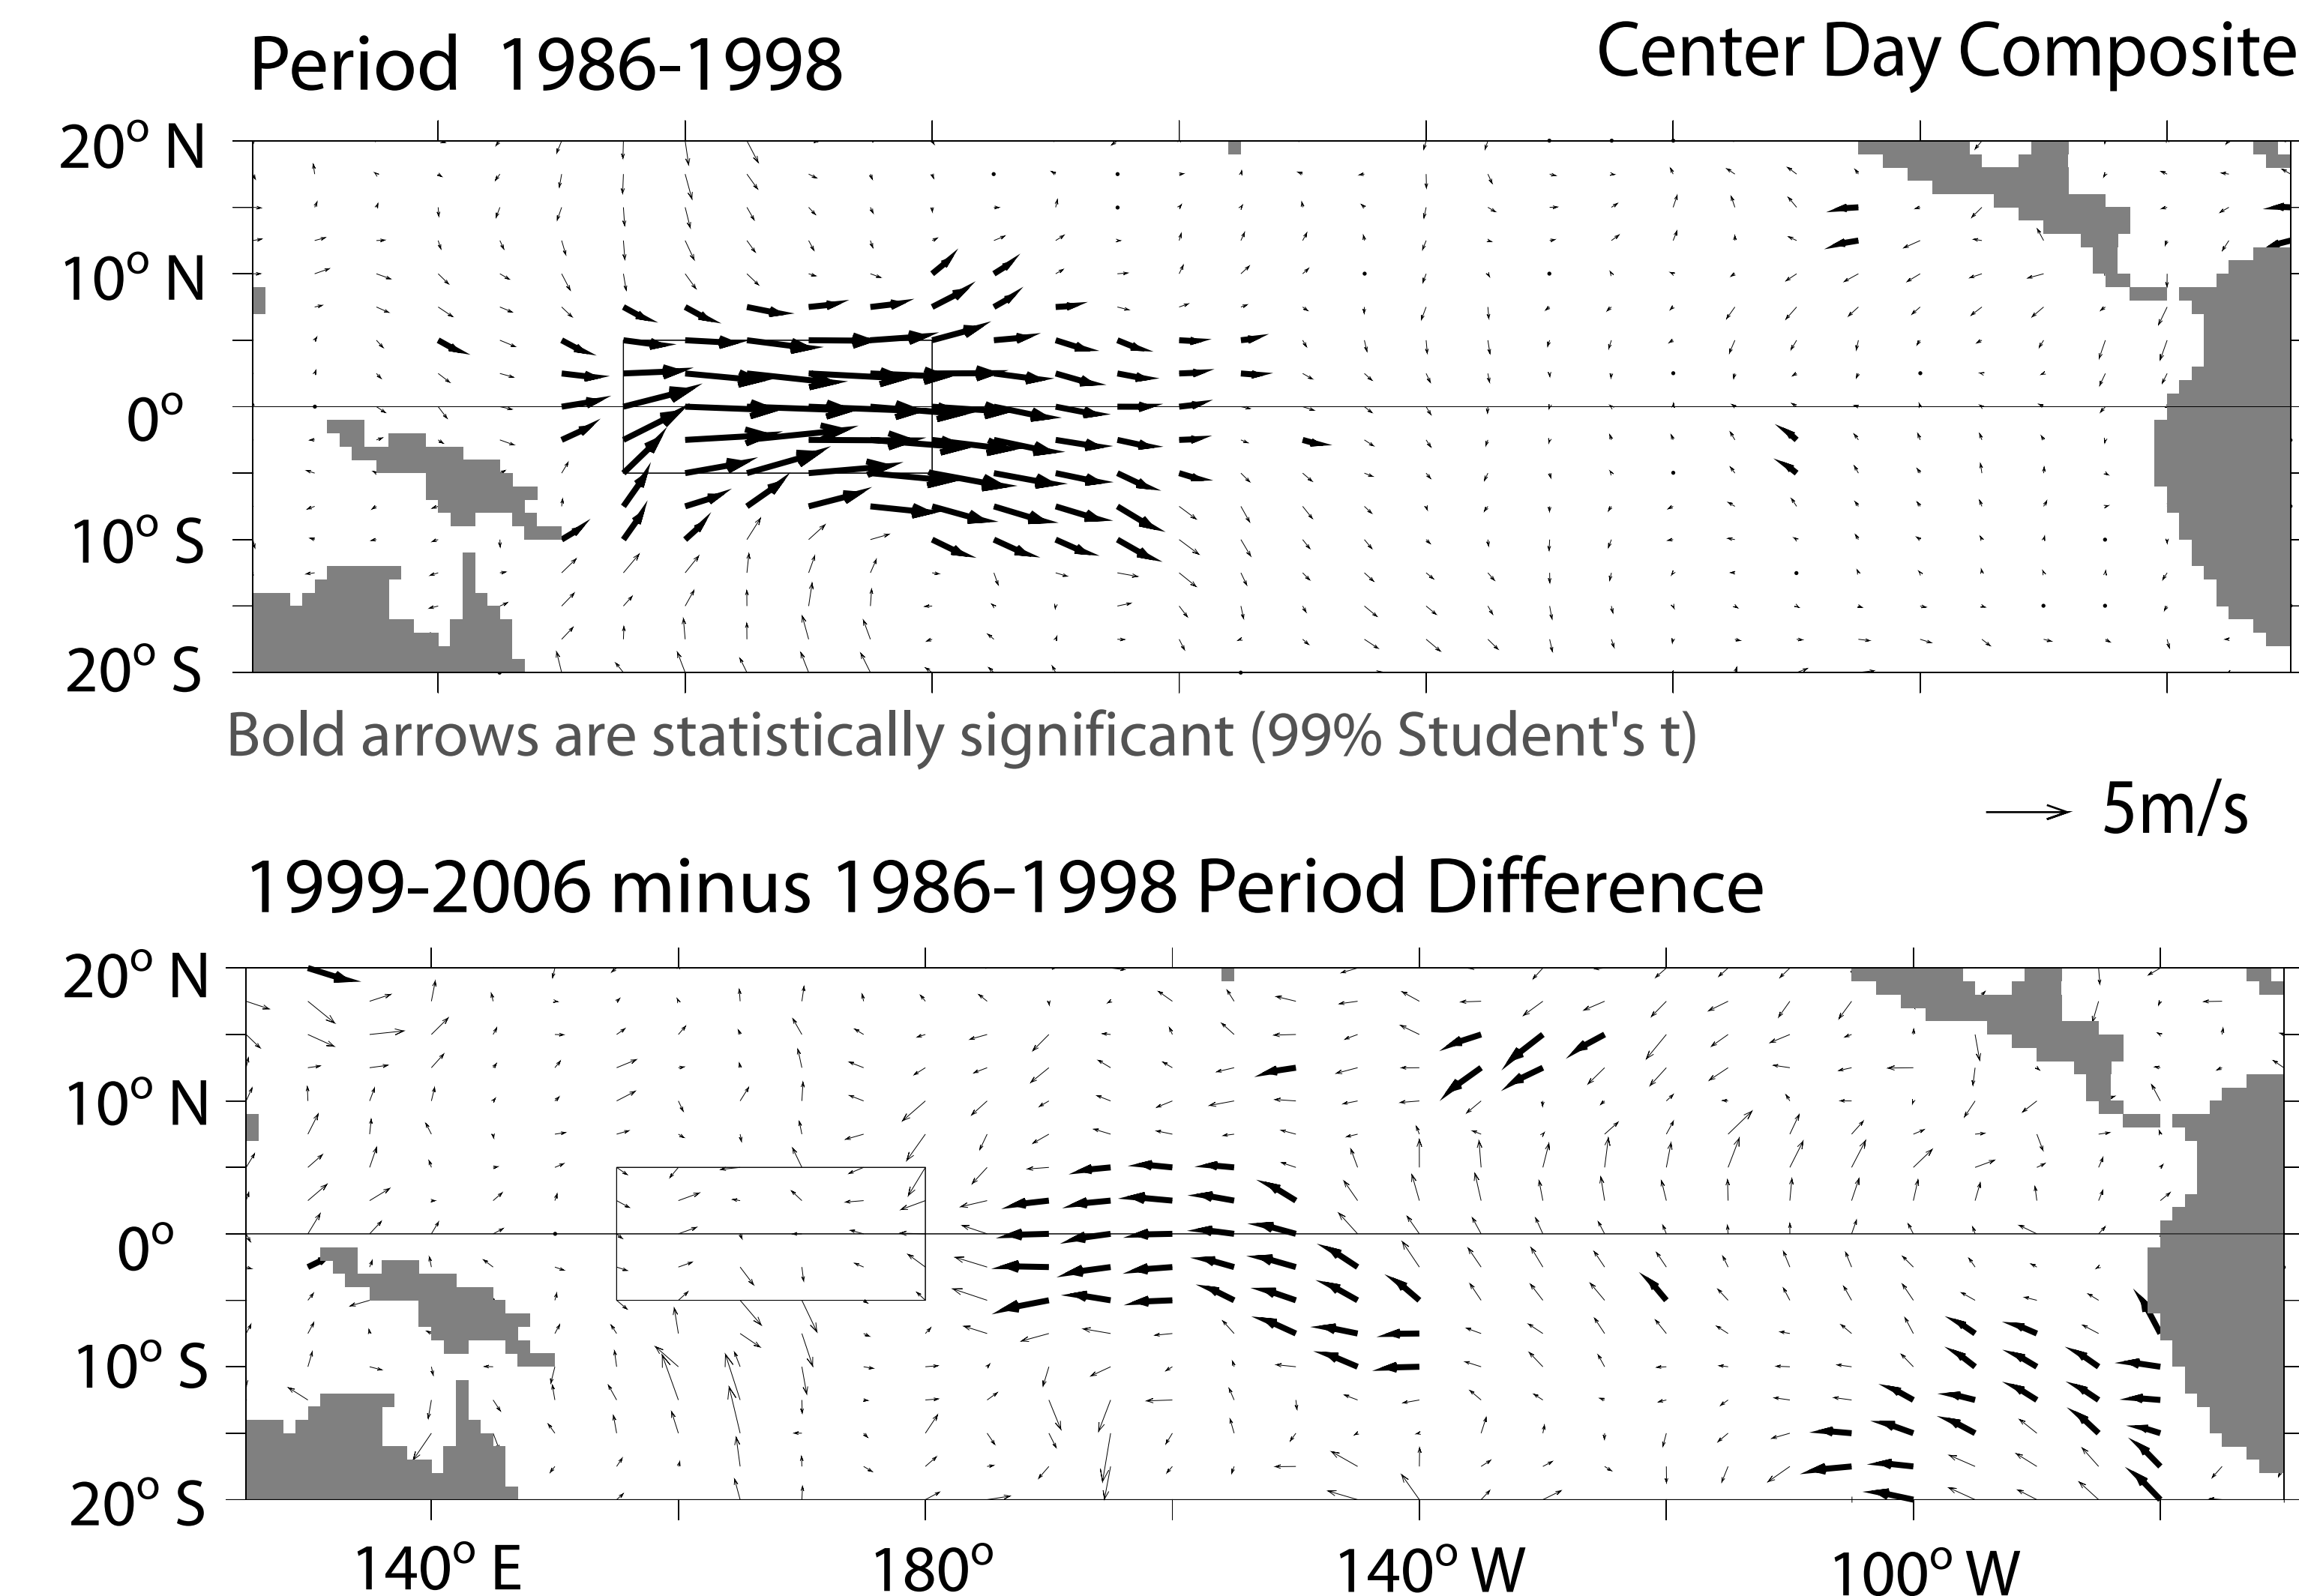 Period 1986-1998
Center Day Composite
20° N
10° N
0°
10° S
20° S
Bold arrows are statistically significant (99% Student's t)
5m/s
1999-2006 minus 1986-1998 Period Difference
20° N
10° N
0°
10° S
20° S
140° E
180°
140° W
100° W